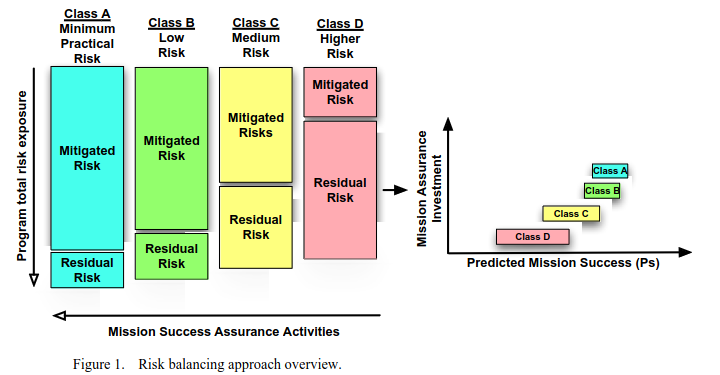 Class A
Minimum
Practical
Risk
Class B
Low
Risk
Class C
Medium
Risk
Class D
Higher
Risk
Program total risk exposure
Mitigated
Risk
Residual
Risk
Mitigated
Risk
Residual
Risk
Mitigated
Risks
Residual
Risk
Mitigated
Risk
Residual
Risk
Mission Success Assurance Activities
Mission Assurance
Investment
Class A
Class B
Class C
Class D
Predicted Mission Success (Ps)
Figure 1. Risk balancing approach overview.